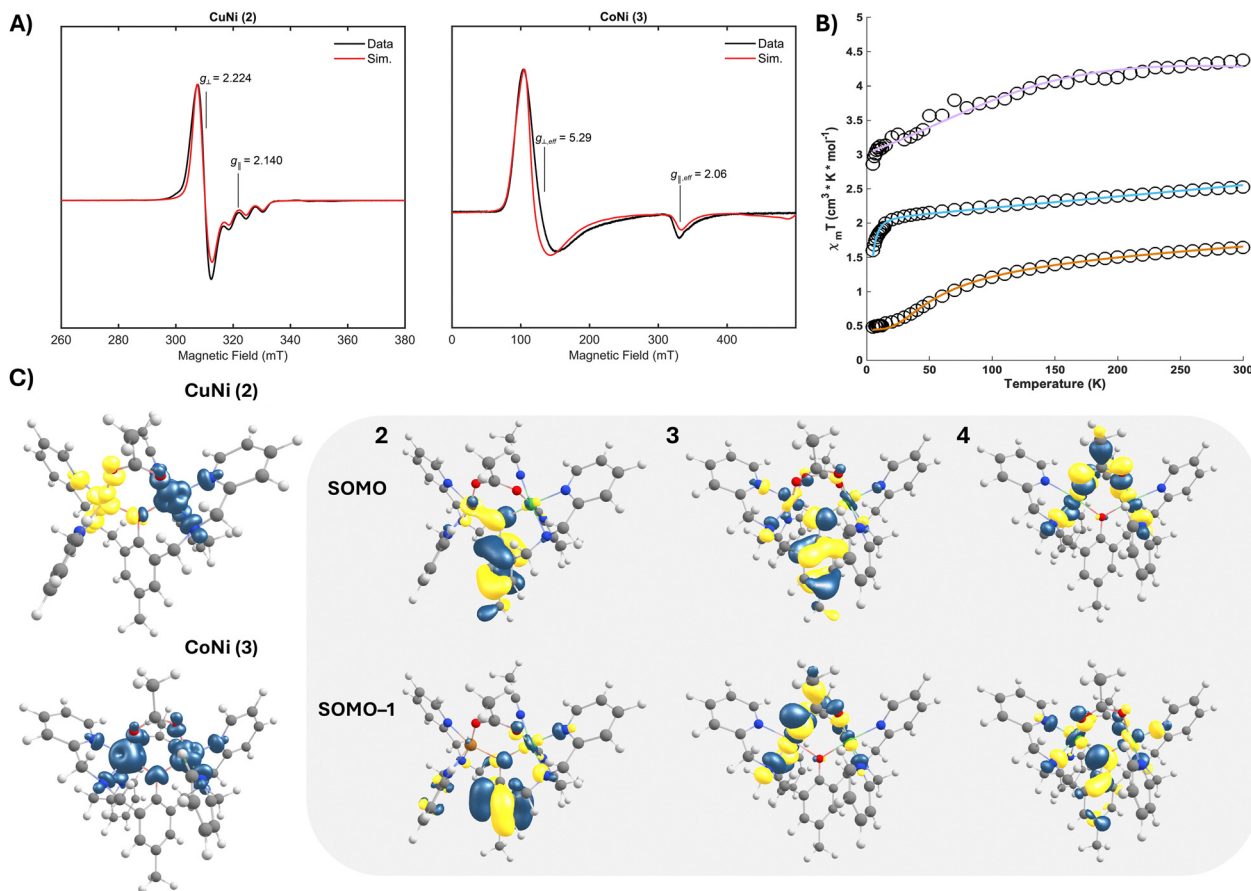 A)
CuNi (2)
Data
Sim.
g⊥ = 2.224
g∥ = 2.140
260 280 300 320 340 360 380
Magnetic Field (mT)
CoNi (3)
Data
Sim.
g⊥,eff = 5.29
g∥,eff = 2.06
0 100 200 300 400
Magnetic Field (mT)
B)
5
4.5
4
3.5
3
2.5
2
1.5
1
0.5
0
χmT (cm³ * K * mol⁻¹)
0 50 100 150 200 250 300
Temperature (K)
C)
CuNi (2)
CoNi (3)
2 3 4
SOMO
SOMO–1